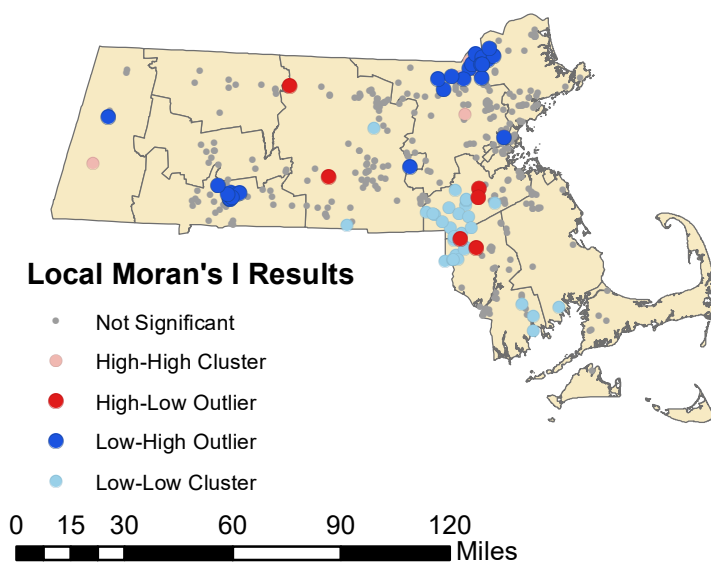 Local Moran's I Results
Not Significant
High-High Cluster
High-Low Outlier
Low-High Outlier
Low-Low Cluster
0 15 30 60 90 120
Miles